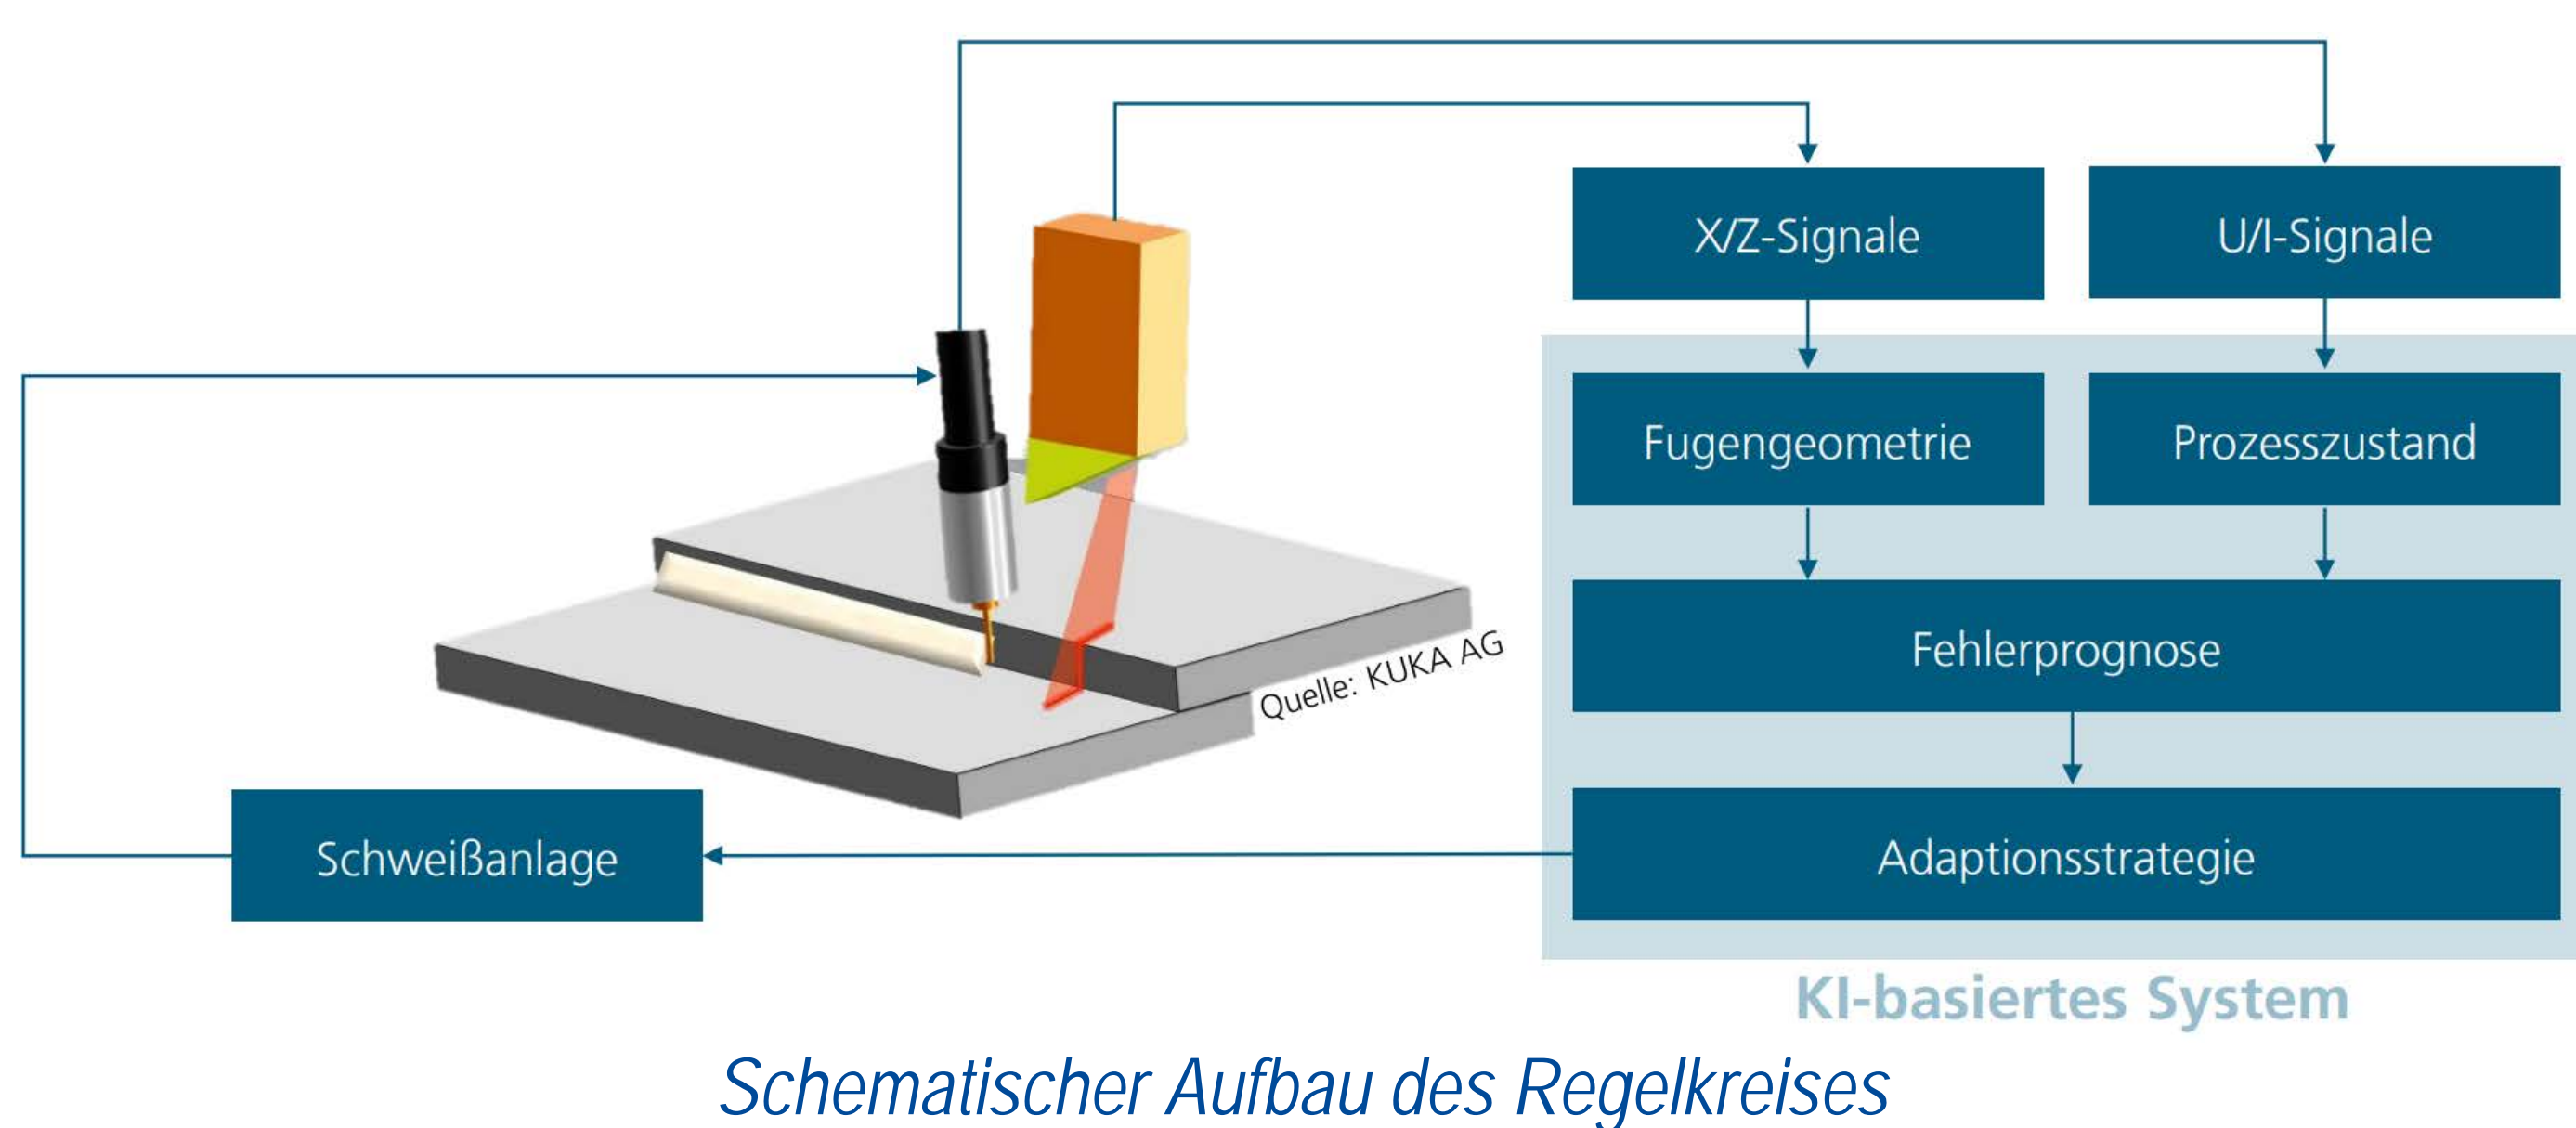 X/Z-Signale
U/I-Signale
Fugengeometrie
Prozesszustand
Fehlerprognose
Quelle: KUKA AG
Schweißanlage
Adaptionsstrategie
KI-basiertes System
Schematischer Aufbau des Regelkreises